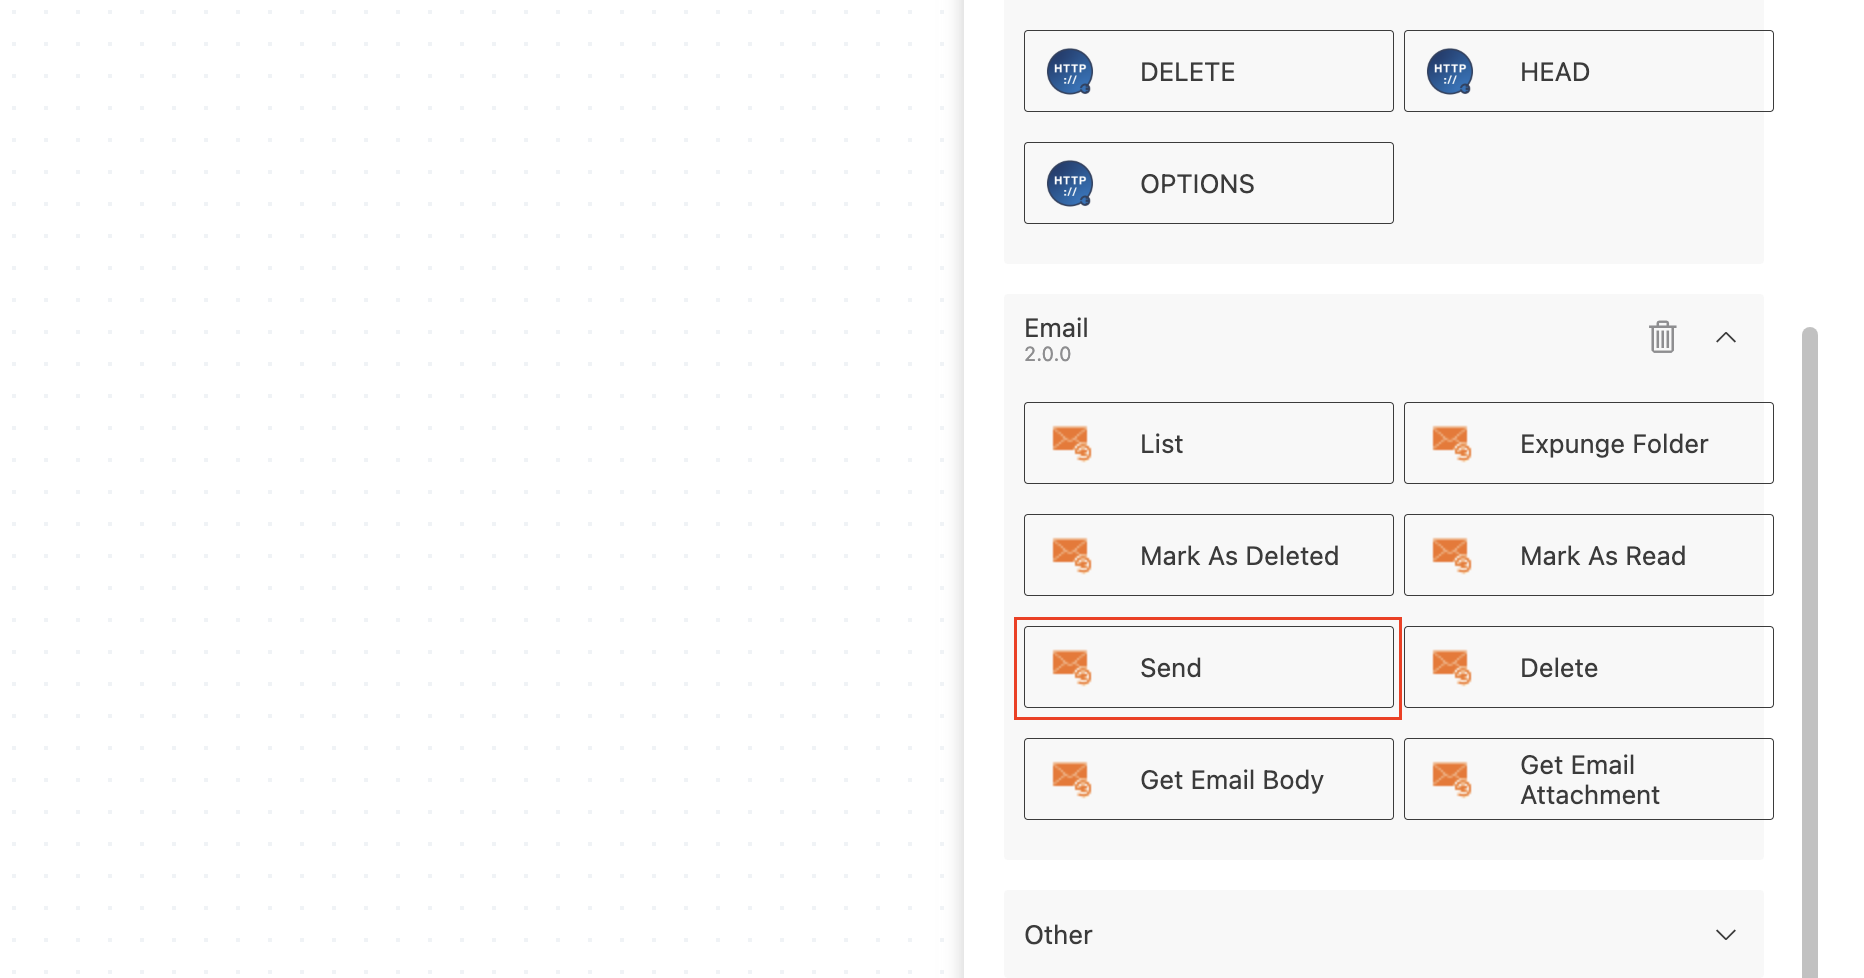 HTTP
://
DELETE
HTTP
://
HEAD
HTTP
://
OPTIONS
Email
2.0.0
List
Expunge Folder
Mark As Deleted
Mark As Read
Send
Delete
Get Email Body
Get Email
Attachment
Other